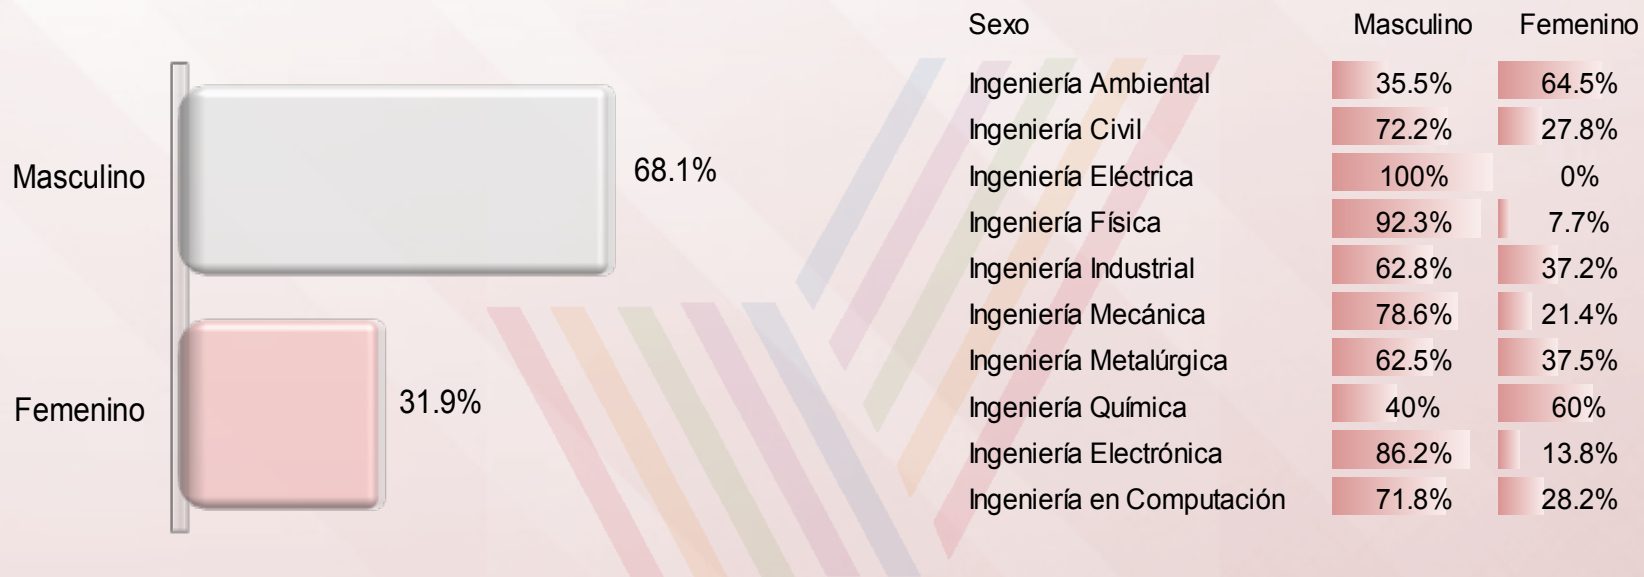 Masculino
68.1%
Femenino
31.9%
Sexo Masculino Femenino
Ingeniería Ambiental 35.5% 64.5%
Ingeniería Civil 72.2% 27.8%
Ingeniería Eléctrica 100% 0%
Ingeniería Física 92.3% 7.7%
Ingeniería Industrial 62.8% 37.2%
Ingeniería Mecánica 78.6% 21.4%
Ingeniería Metalúrgica 62.5% 37.5%
Ingeniería Química 40% 60%
Ingeniería Electrónica 86.2% 13.8%
Ingeniería en Computación 71.8% 28.2%